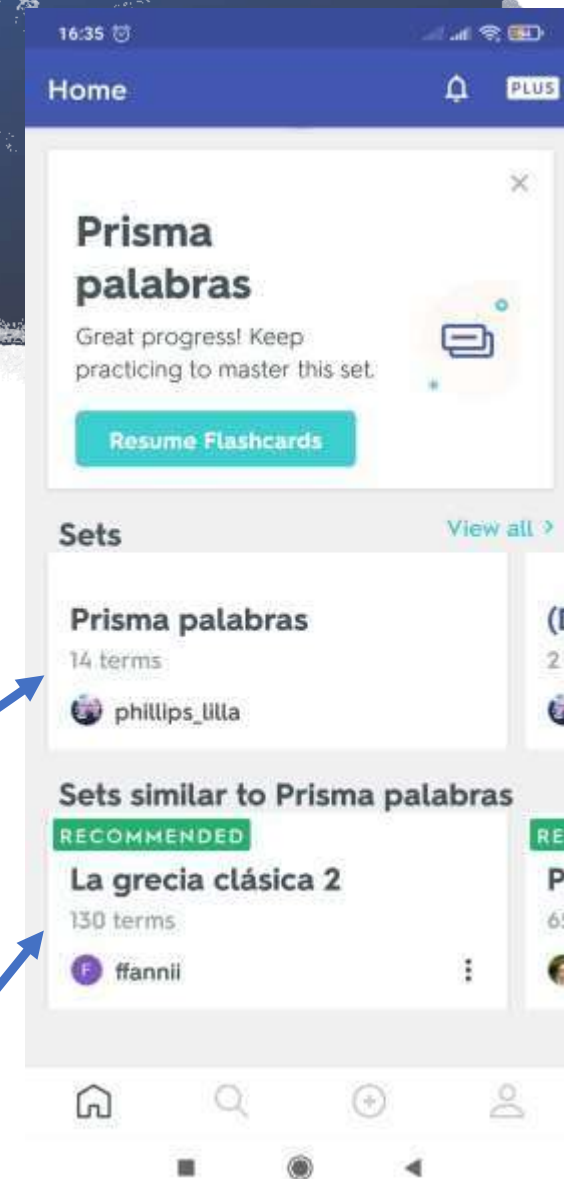 16:35
Home
PLUS
Prisma
palabras
Great progress! Keep
practicing to master this set.
Resume Flashcards
Sets
View all >
Prisma palabras
14 terms
phillips_lilla
Sets similar to Prisma palabras
RECOMMENDED
La grecia clásica 2
130 terms
F ffannii